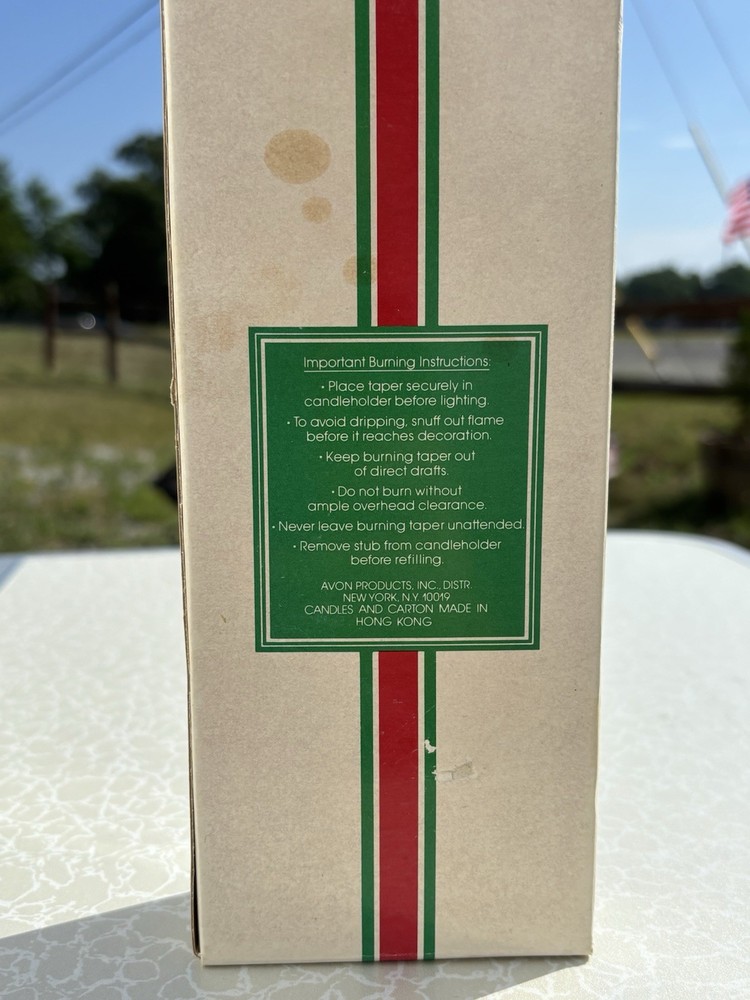 Important Burning Instructions:
• Place taper securely in
candleholder before lighting.
• To avoid dripping, snuff out flame
before it reaches decoration.
• Keep burning taper out
of direct drafts.
• Do not burn without
ample overhead clearance.
• Never leave burning taper unattended.
• Remove stub from candleholder
before refilling.
AVON PRODUCTS, INC., DISTR.
NEW YORK, N.Y. 10019
CANDLES AND CARTON MADE IN
HONG KONG